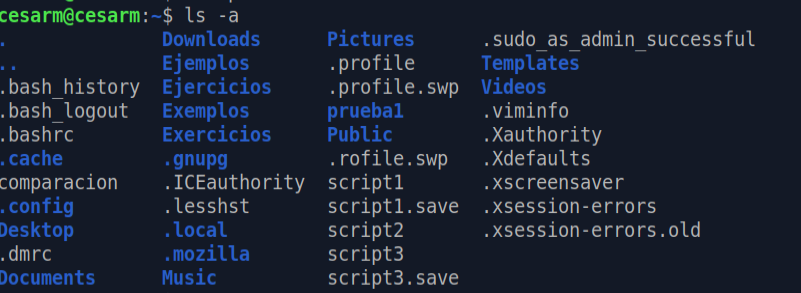 cesarm@cesarm:~$ ls -a
. Downloads Pictures .sudo_as_admin_successful
.. Ejemplos .profile Templates
.bash_history Ejercicios .profile.swp Videos
.bash_logout Exemplos prueba1 .viminfo
.bashrc Exercicios Public .Xauthority
.cache .gnupg .rofile.swp .Xdefaults
comparacion .ICEauthority script1 .xscreensaver
.config .lesshst script1.save .xsession-errors
Desktop .local script2 .xsession-errors.old
.dmrc .mozilla script3
Documents Music script3.save